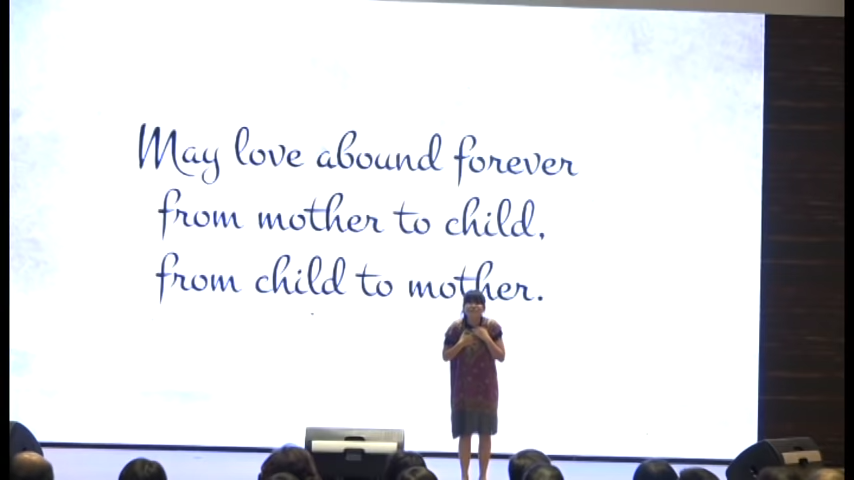 May love abound forever
from mother to child,
from child to mother.